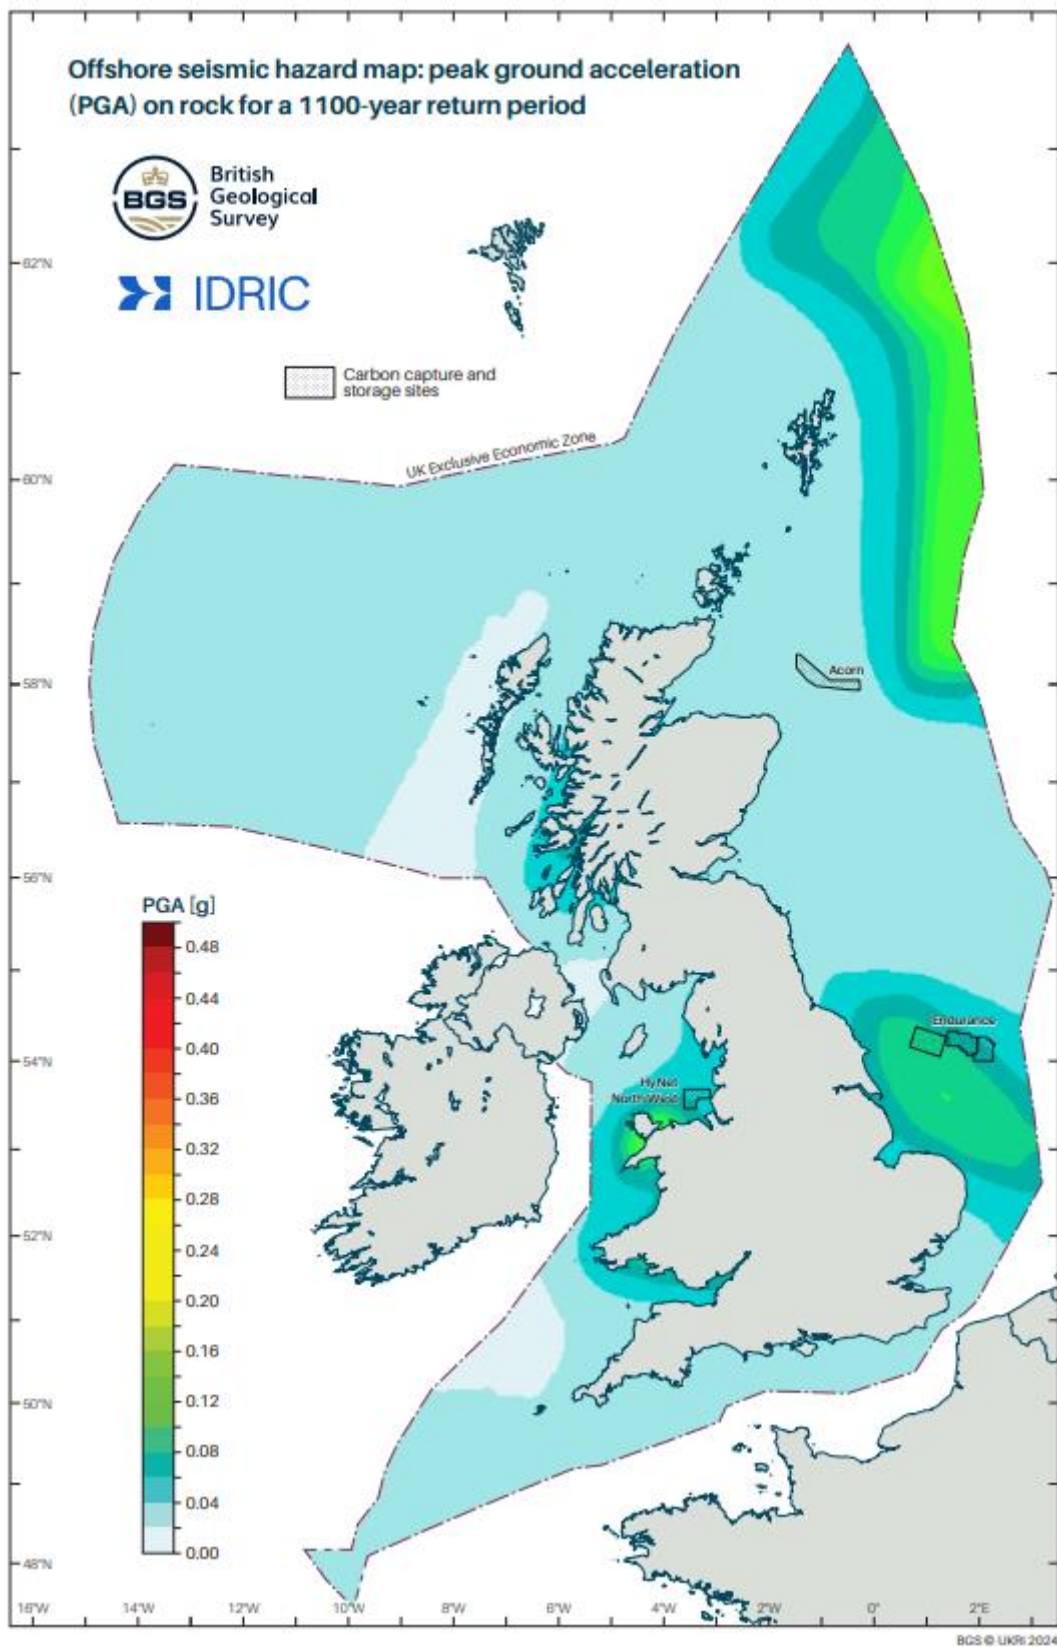 Offshore seismic hazard map: peak ground acceleration
(PGA) on rock for a 1100-year return period
BGS
British
Geological
Survey
IDRIC
Carbon capture and
storage sites
UK Exclusive Economic Zone
62°N
60°N
58°N
56°N
54°N
52°N
50°N
48°N
Acorn
Endurance
HyNet
North West
PGA [g]
0.48
0.44
0.40
0.36
0.32
0.28
0.24
0.20
0.16
0.12
0.08
0.04
0.00
16°W
14°W
12°W
10°W
8°W
6°W
4°W
2°W
0°
2°E
BGS © UKRI 2024